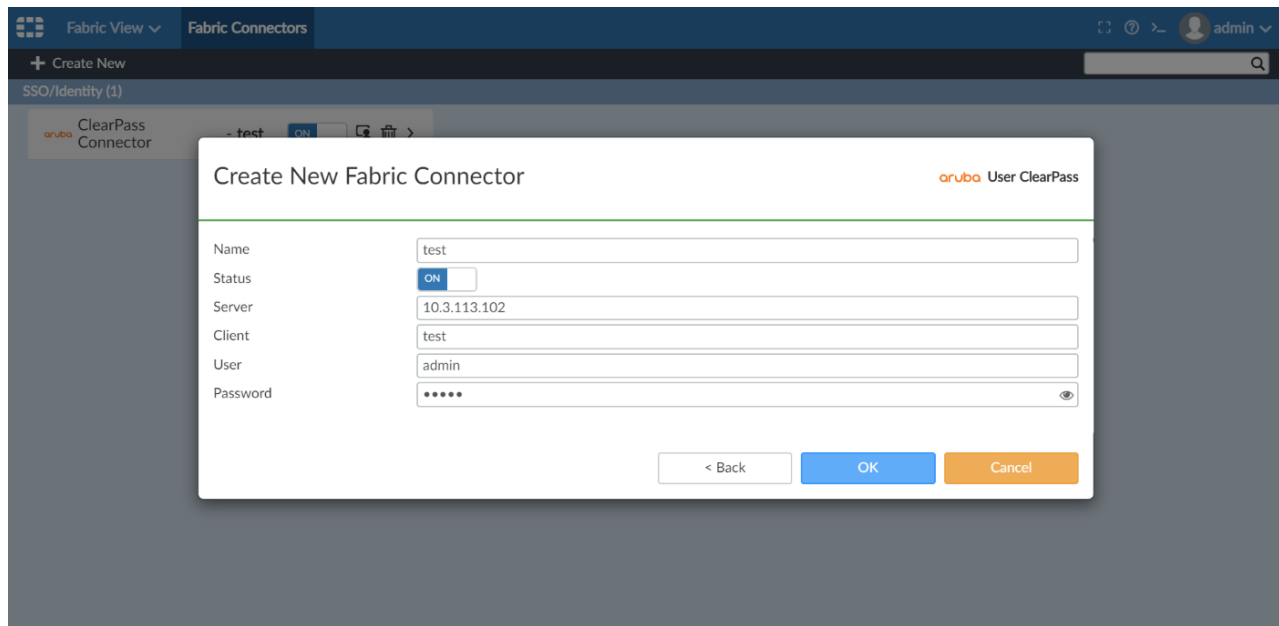 Fabric View Fabric Connectors admin
Create New
SSO/Identity (1)
aruba ClearPass Connector - test ON
Create New Fabric Connector aruba User ClearPass
Name test
Status ON
Server 10.3.113.102
Client test
User admin
Password •••••
< Back OK Cancel